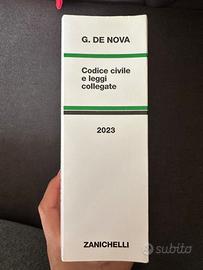 G. DE NOVA
Codice civile
e leggi
collegate
2023
ZANICHELLI
subito